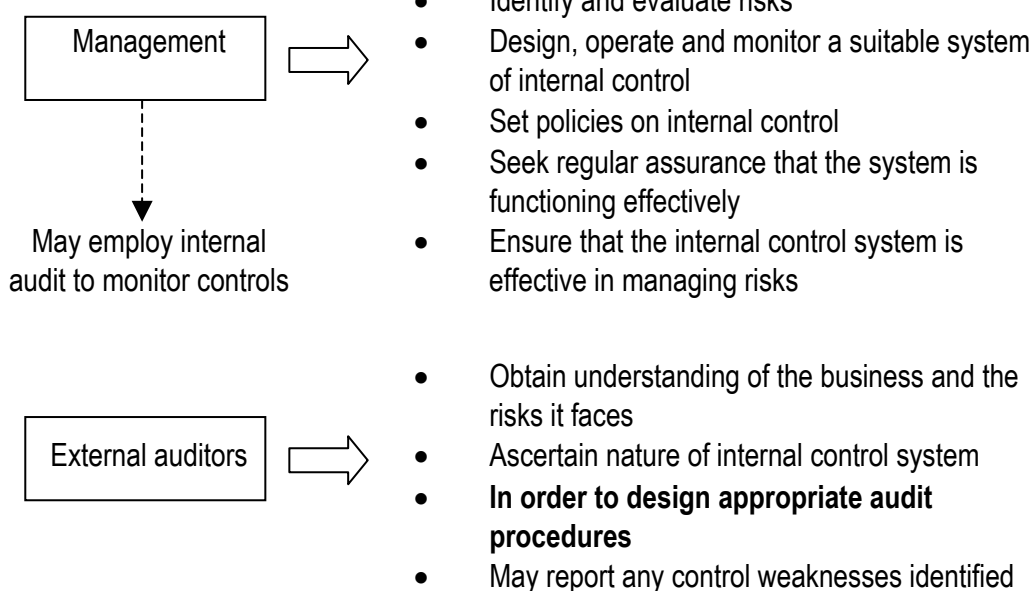 • Identify and evaluate risks
Management
• Design, operate and monitor a suitable system
of internal control
• Set policies on internal control
• Seek regular assurance that the system is
functioning effectively
May employ internal
audit to monitor controls
• Ensure that the internal control system is
effective in managing risks
• Obtain understanding of the business and the
risks it faces
External auditors
• Ascertain nature of internal control system
• In order to design appropriate audit
procedures
• May report any control weaknesses identified